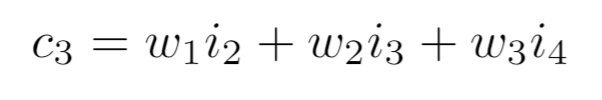 c₃ = w₁i₂ + w₂i₃ + w₃i₄